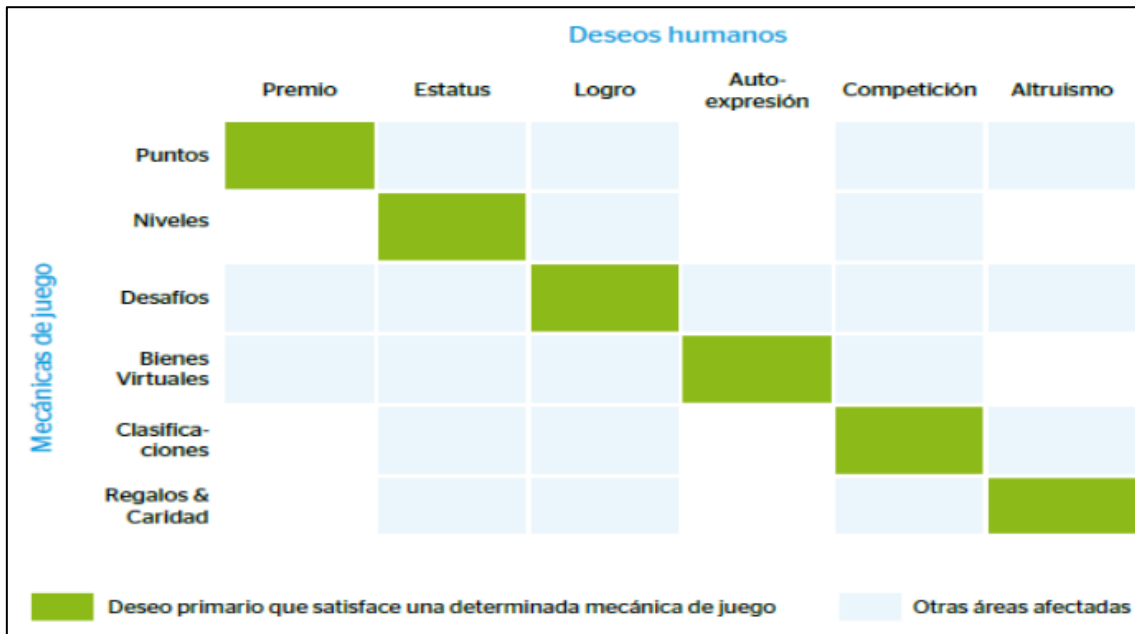 Deseos humanos
Premio
Estatus
Logro
Auto-
expresión
Competición
Altruismo
Mecánicas de juego
Puntos
Niveles
Desafíos
Bienes
Virtuales
Clasifica-
ciones
Regalos &
Caridad
Deseo primario que satisface una determinada mecánica de juego
Otras áreas afectadas